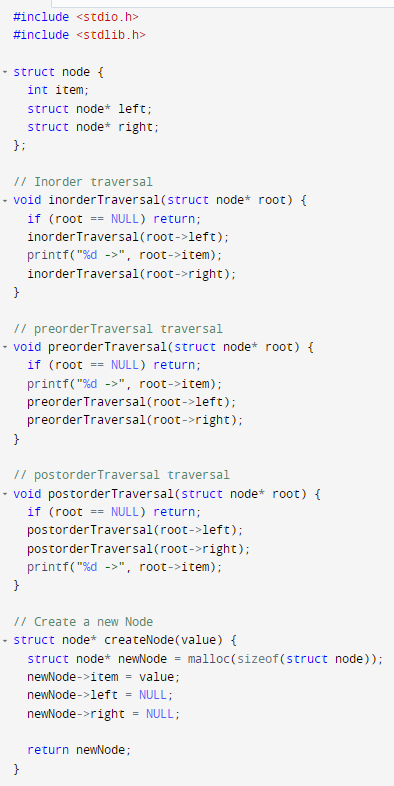 #include <stdio.h>
#include <stdlib.h>

struct node {
  int item;
  struct node* left;
  struct node* right;
};

// Inorder traversal
void inorderTraversal(struct node* root) {
  if (root == NULL) return;
  inorderTraversal(root->left);
  printf("%d ->", root->item);
  inorderTraversal(root->right);
}

// preorderTraversal traversal
void preorderTraversal(struct node* root) {
  if (root == NULL) return;
  printf("%d ->", root->item);
  preorderTraversal(root->left);
  preorderTraversal(root->right);
}

// postorderTraversal traversal
void postorderTraversal(struct node* root) {
  if (root == NULL) return;
  postorderTraversal(root->left);
  postorderTraversal(root->right);
  printf("%d ->", root->item);
}

// Create a new Node
struct node* createNode(value) {
  struct node* newNode = malloc(sizeof(struct node));
  newNode->item = value;
  newNode->left = NULL;
  newNode->right = NULL;

  return newNode;
}